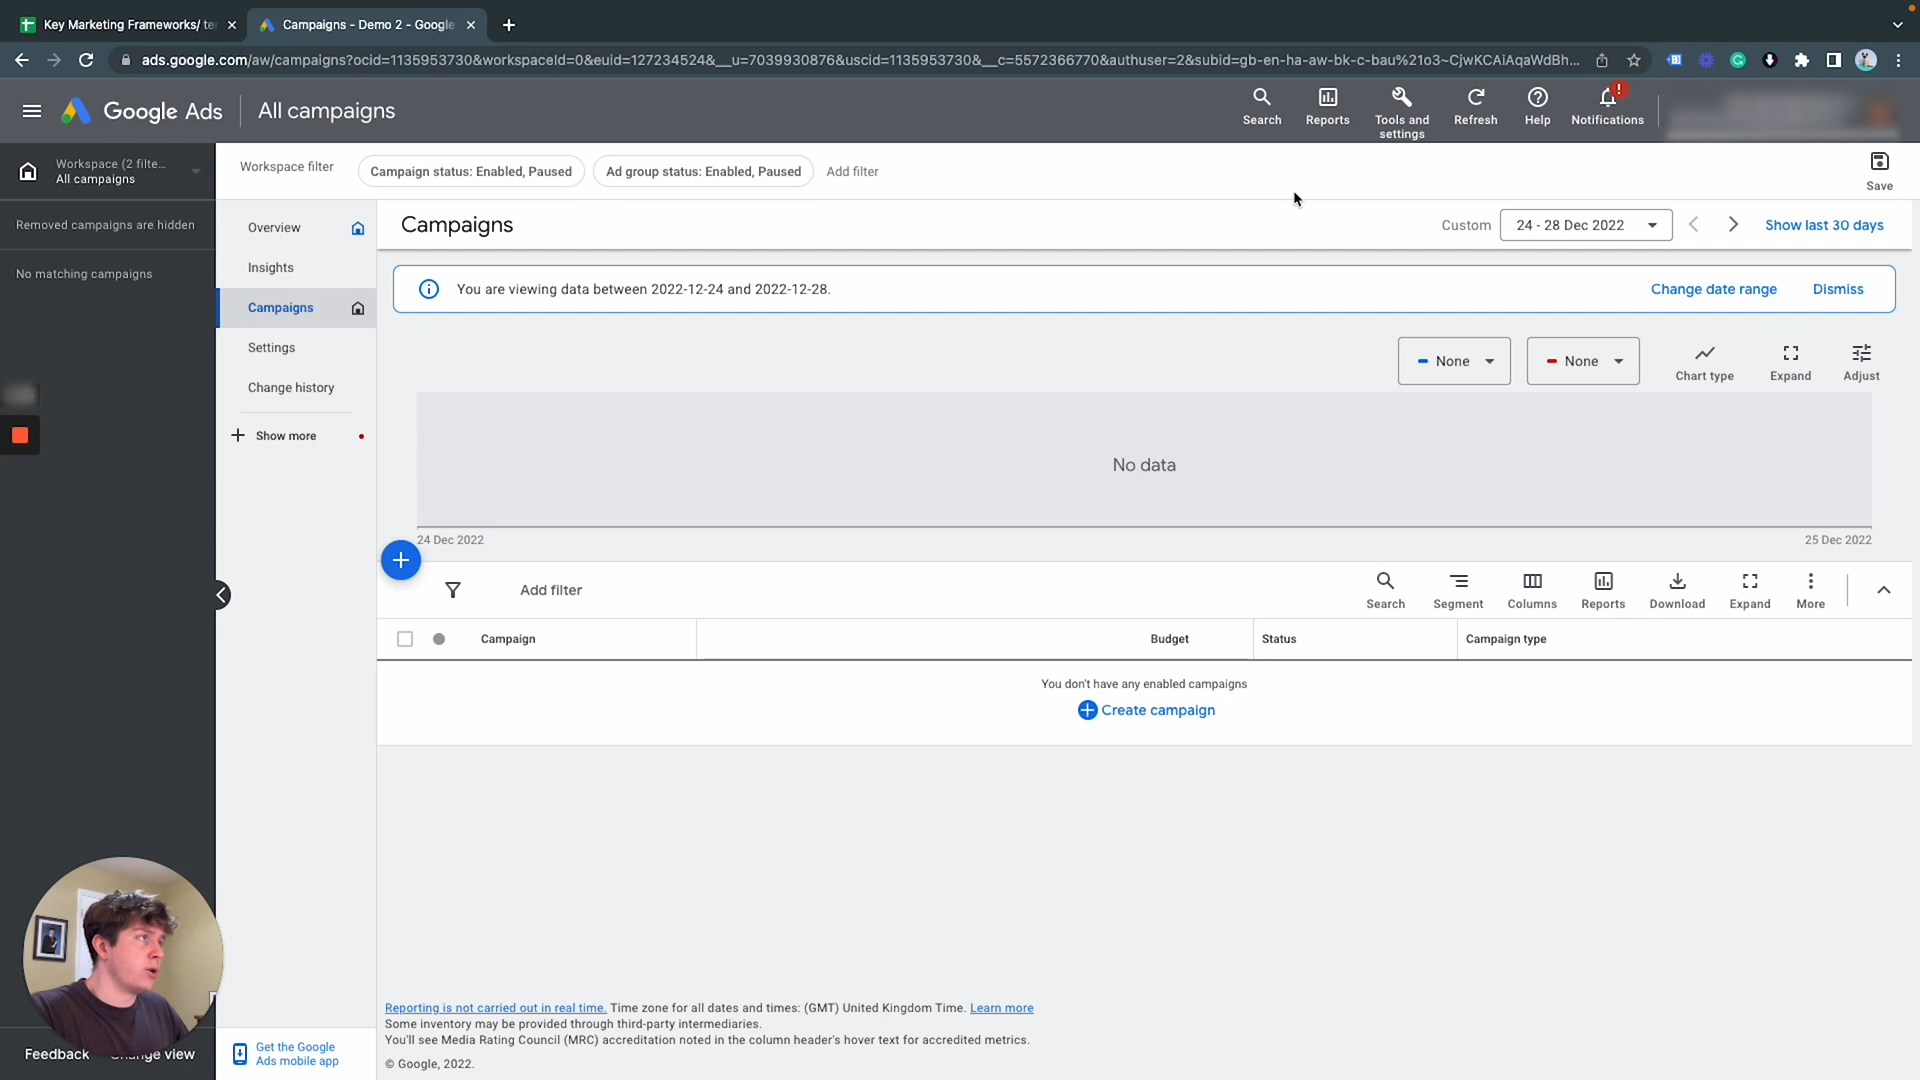 Key Marketing Frameworks/ ter
Campaigns - Demo 2 - Google
ads.google.com/aw/campaigns?ocid=1135953730&workspaceId=0&euid=127234524&__u=7039930876&uscid=1135953730&__c=5572366770&authuser=2&subid=gb-en-ha-aw-bk-c-bau%21o3~CjwKCAiAqaWdBh...
Google Ads
All campaigns
Search
Reports
Tools and settings
Refresh
Help
Notifications
Workspace (2 filte...
All campaigns
Workspace filter
Campaign status: Enabled, Paused
Ad group status: Enabled, Paused
Add filter
Save
Removed campaigns are hidden
No matching campaigns
Overview
Insights
Campaigns
Settings
Change history
Show more
Campaigns
Custom
24 - 28 Dec 2022
Show last 30 days
You are viewing data between 2022-12-24 and 2022-12-28.
Change date range
Dismiss
None
None
Chart type
Expand
Adjust
No data
24 Dec 2022
25 Dec 2022
Add filter
Search
Segment
Columns
Reports
Download
Expand
More
Campaign
Budget
Status
Campaign type
You don't have any enabled campaigns
Create campaign
Reporting is not carried out in real time. Time zone for all dates and times: (GMT) United Kingdom Time. Learn more
Some inventory may be provided through third-party intermediaries.
You'll see Media Rating Council (MRC) accreditation noted in the column header's hover text for accredited metrics.
© Google, 2022.
Feedback
view
Get the Google
Ads mobile app